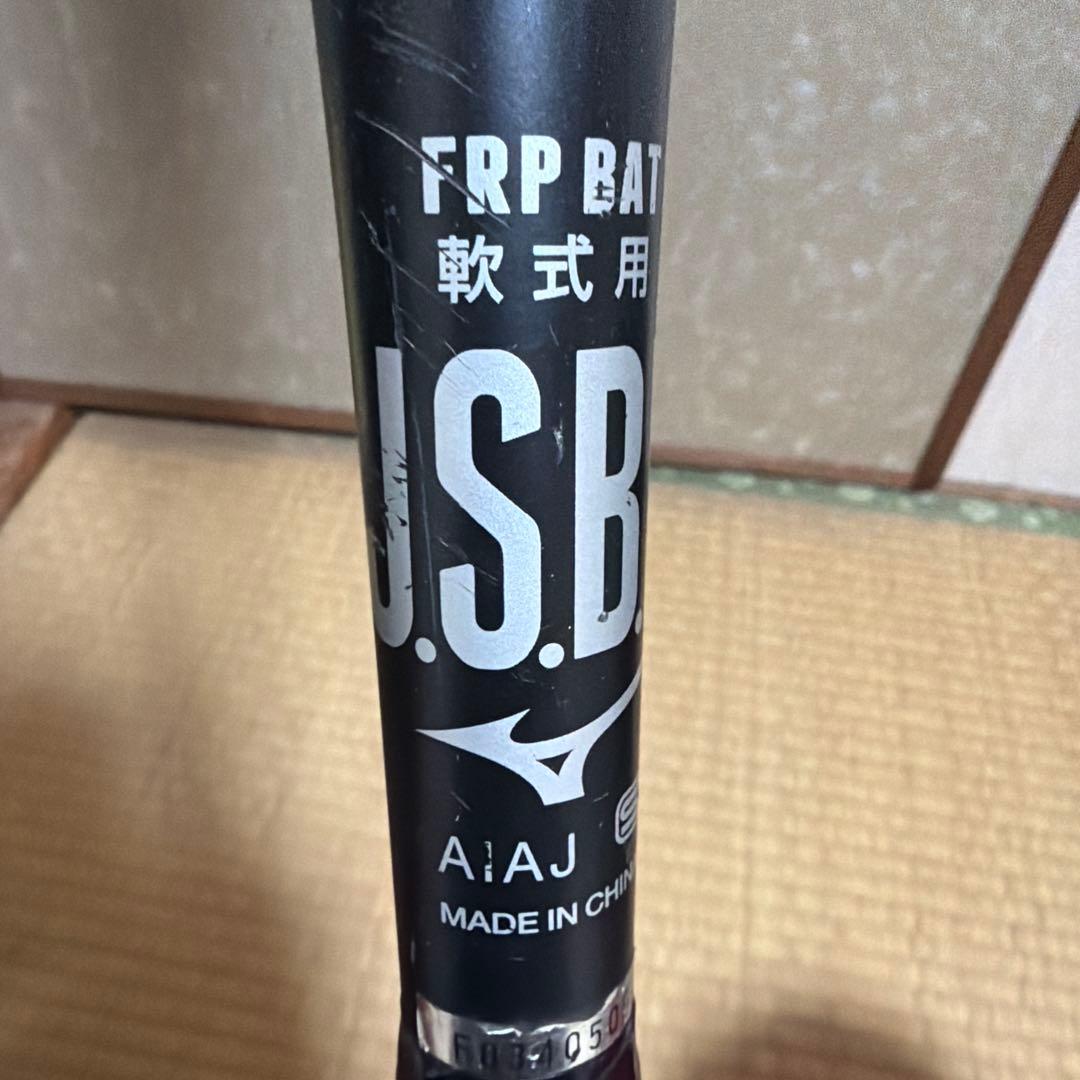 FRP BAT
軟式用
J.S.B.
AIAJ
MADE IN CHIN